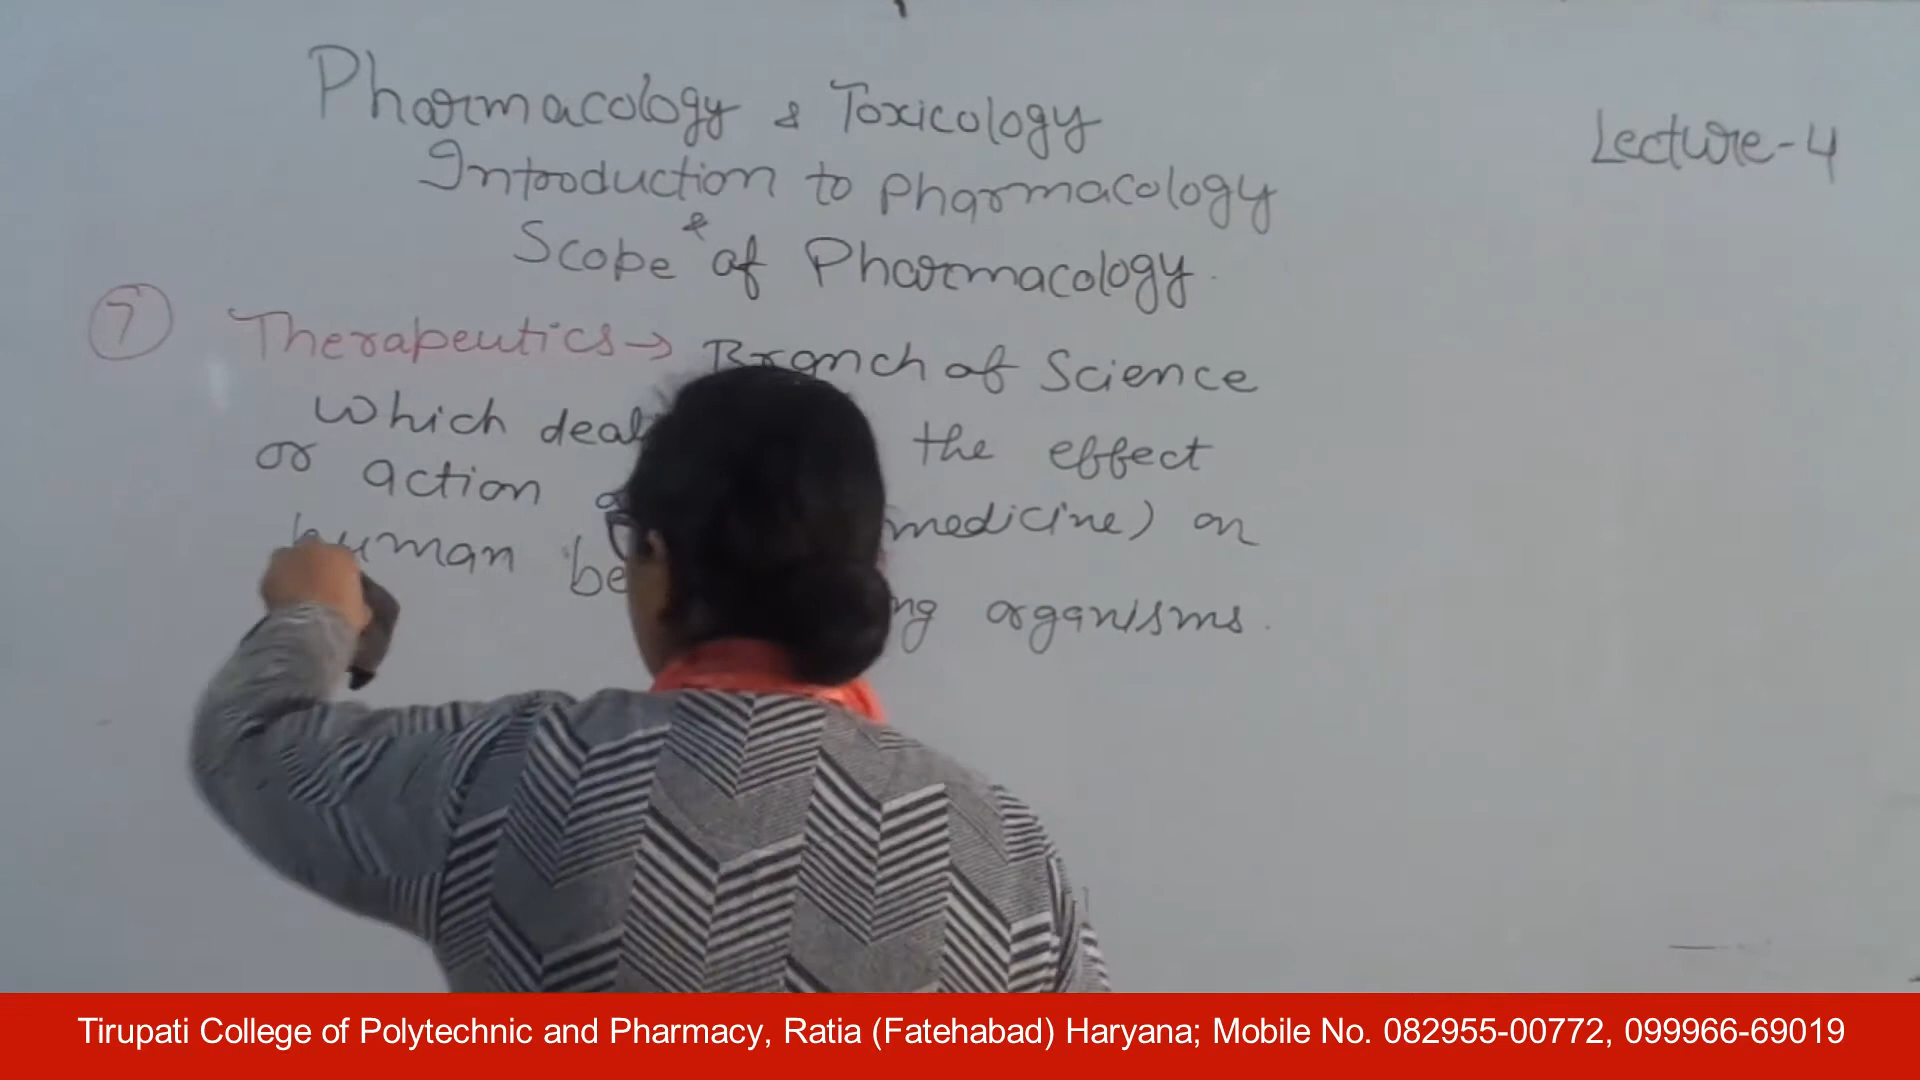 Pharmacology & Toxicology
Lecture-4
Introduction to pharmacology
&
Scope of Pharmacology.
7 Therapeutics → Branch of Science
which the effect
or action medicine) on
human
organisms.
Tirupati College of Polytechnic and Pharmacy, Ratia (Fatehabad) Haryana; Mobile No. 082955-00772, 099966-69019